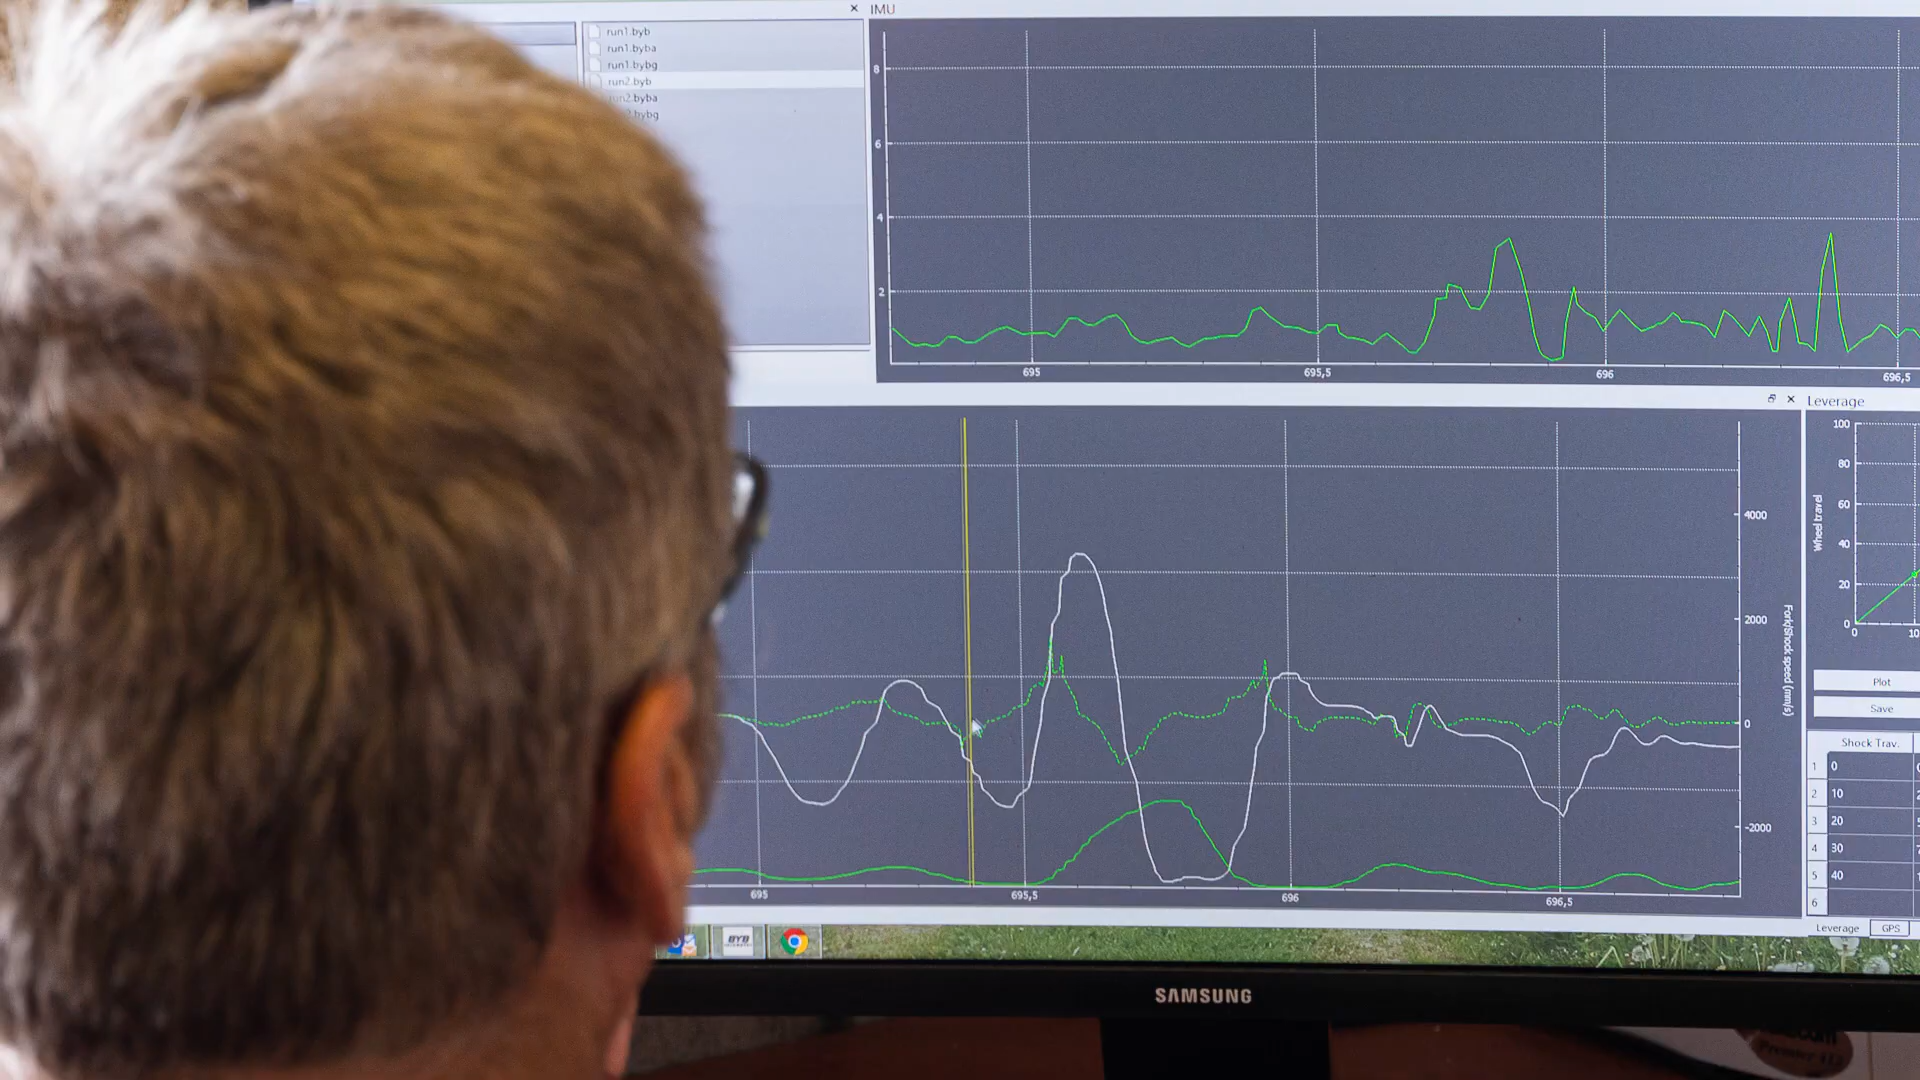 IMU
run1.byb
run1.byba
run1.bybg
run2.byb
run2.byba
bybg
8
6
4
2
695
695,5
696
696,5
Leverage
4000
2000
0
-2000
Fork/Shock speed (mm/s)
695
695,5
696
696,5
Wheel travel
100
80
60
40
20
0
0
10
Plot
Save
Shock Trav.
1 0
2 10
3 20
4 30
5 40
6
Leverage GPS
BYB
SAMSUNG